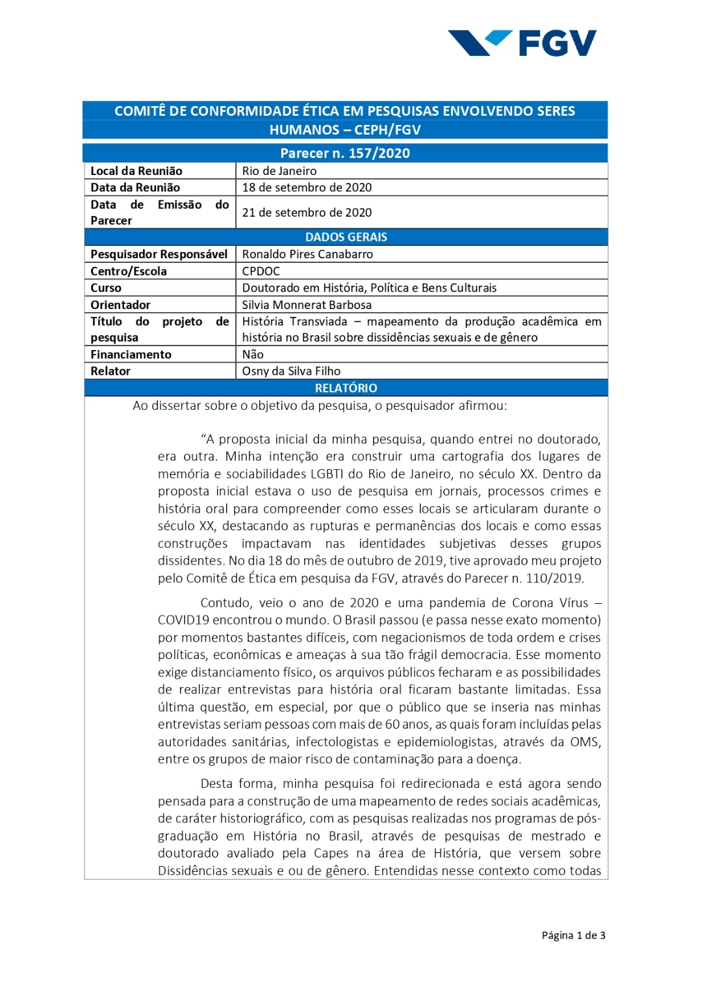 FGV
COMITÊ DE CONFORMIDADE ÉTICA EM PESQUISAS ENVOLVENDO SERES
HUMANOS – CEPH/FGV
Parecer n. 157/2020
Local da Reunião Rio de Janeiro
Data da Reunião 18 de setembro de 2020
Data de Emissão do
Parecer 21 de setembro de 2020
DADOS GERAIS
Pesquisador Responsável Ronaldo Pires Canabarro
Centro/Escola CPDOC
Curso Doutorado em História, Política e Bens Culturais
Orientador Silvia Monnerat Barbosa
Título do projeto de História Transviada – mapeamento da produção acadêmica em
pesquisa história no Brasil sobre dissidências sexuais e de gênero
Financiamento Não
Relator Osny da Silva Filho
RELATÓRIO
Ao dissertar sobre o objetivo da pesquisa, o pesquisador afirmou:
“A proposta inicial da minha pesquisa, quando entrei no doutorado,
era outra. Minha intenção era construir uma cartografia dos lugares de
memória e sociabilidades LGBTI do Rio de Janeiro, no século XX. Dentro da
proposta inicial estava o uso de pesquisa em jornais, processos crimes e
história oral para compreender como esses locais se articularam durante o
século XX, destacando as rupturas e permanências dos locais e como essas
construções impactavam nas identidades subjetivas desses grupos
dissidentes. No dia 18 do mês de outubro de 2019, tive aprovado meu projeto
pelo Comitê de Ética em pesquisa da FGV, através do Parecer n. 110/2019.
Contudo, veio o ano de 2020 e uma pandemia de Corona Vírus –
COVID19 encontrou o mundo. O Brasil passou (e passa nesse exato momento)
por momentos bastantes difíceis, com negacionismos de toda ordem e crises
políticas, econômicas e ameaças à sua tão frágil democracia. Esse momento
exige distanciamento físico, os arquivos públicos fecharam e as possibilidades
de realizar entrevistas para história oral ficaram bastante limitadas. Essa
última questão, em especial, por que o público que se inseria nas minhas
entrevistas seriam pessoas com mais de 60 anos, as quais foram incluídas pelas
autoridades sanitárias, infectologistas e epidemiologistas, através da OMS,
entre os grupos de maior risco de contaminação para a doença.
Desta forma, minha pesquisa foi redirecionada e está agora sendo
pensada para a construção de uma mapeamento de redes sociais acadêmicas,
de caráter historiográfico, com as pesquisas realizadas nos programas de pós-
graduação em História no Brasil, através de pesquisas de mestrado e
doutorado avaliado pela Capes na área de História, que versem sobre
Dissidências sexuais e ou de gênero. Entendidas nesse contexto como todas
Página 1 de 3